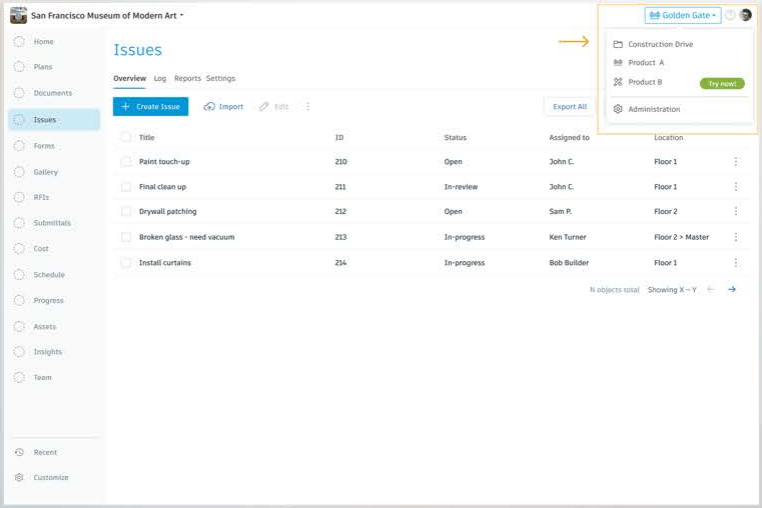 San Francisco Museum of Modern Art
Golden Gate
Construction Drive
Product A
Product B
Try now!
Administration
Home
Plans
Documents
Issues
Forms
Gallery
RFIs
Submittals
Cost
Schedule
Progress
Assets
Insights
Team
Recent
Customize
Issues
Overview Log Reports Settings
+ Create Issue Import Edit Export All
Title ID Status Assigned to Location
Paint touch-up 210 Open John C. Floor 1
Final clean up 211 In-review John C. Floor 1
Drywall patching 212 Open Sam P. Floor 2
Broken glass - need vacuum 213 In-progress Ken Turner Floor 2 > Master
Install curtains 214 In-progress Bob Builder Floor 1
N objects total Showing X – Y